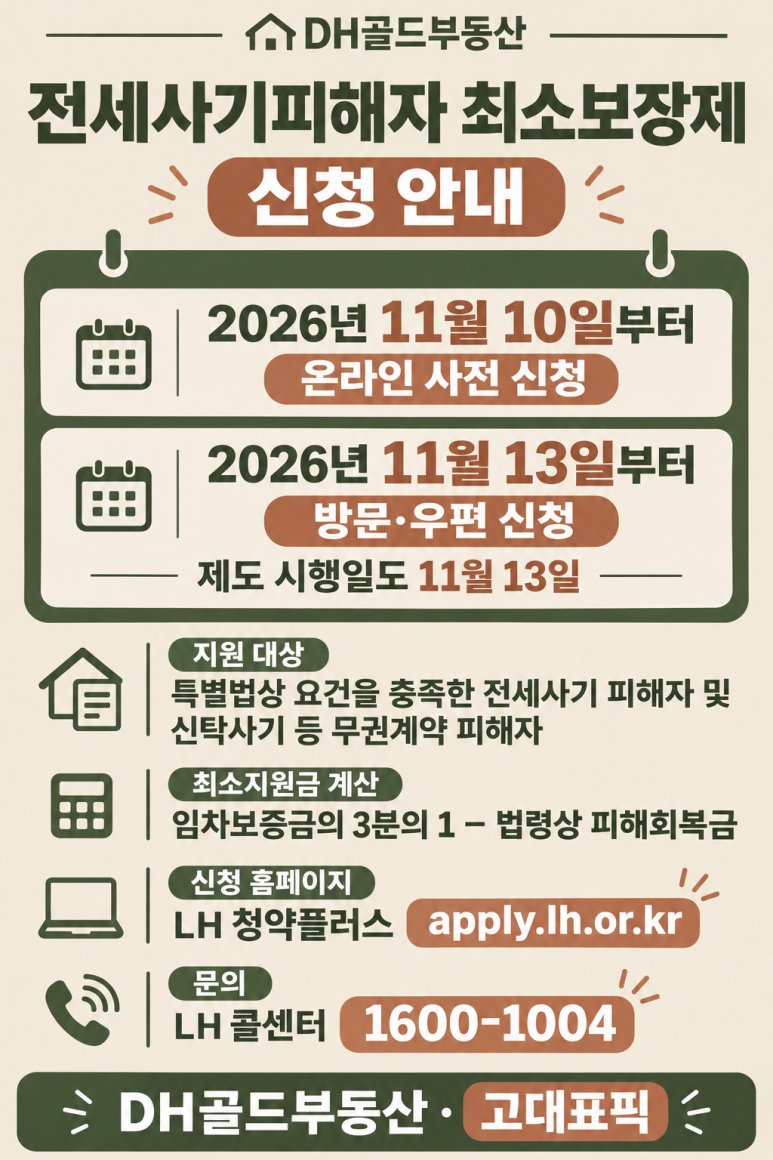 DH골드부동산
전세사기피해자 최소보장제
신청 안내
2026년 11월 10일부터
온라인 사전 신청
2026년 11월 13일부터
방문·우편 신청
제도 시행일도 11월 13일
지원 대상
특별법상 요건을 충족한 전세사기 피해자 및
신탁사기 등 무권계약 피해자
최소지원금 계산
임차보증금의 3분의 1 – 법령상 피해회복금
신청 홈페이지
LH 청약플러스 apply.lh.or.kr
문의
LH 콜센터 1600-1004
DH골드부동산 · 고대표픽